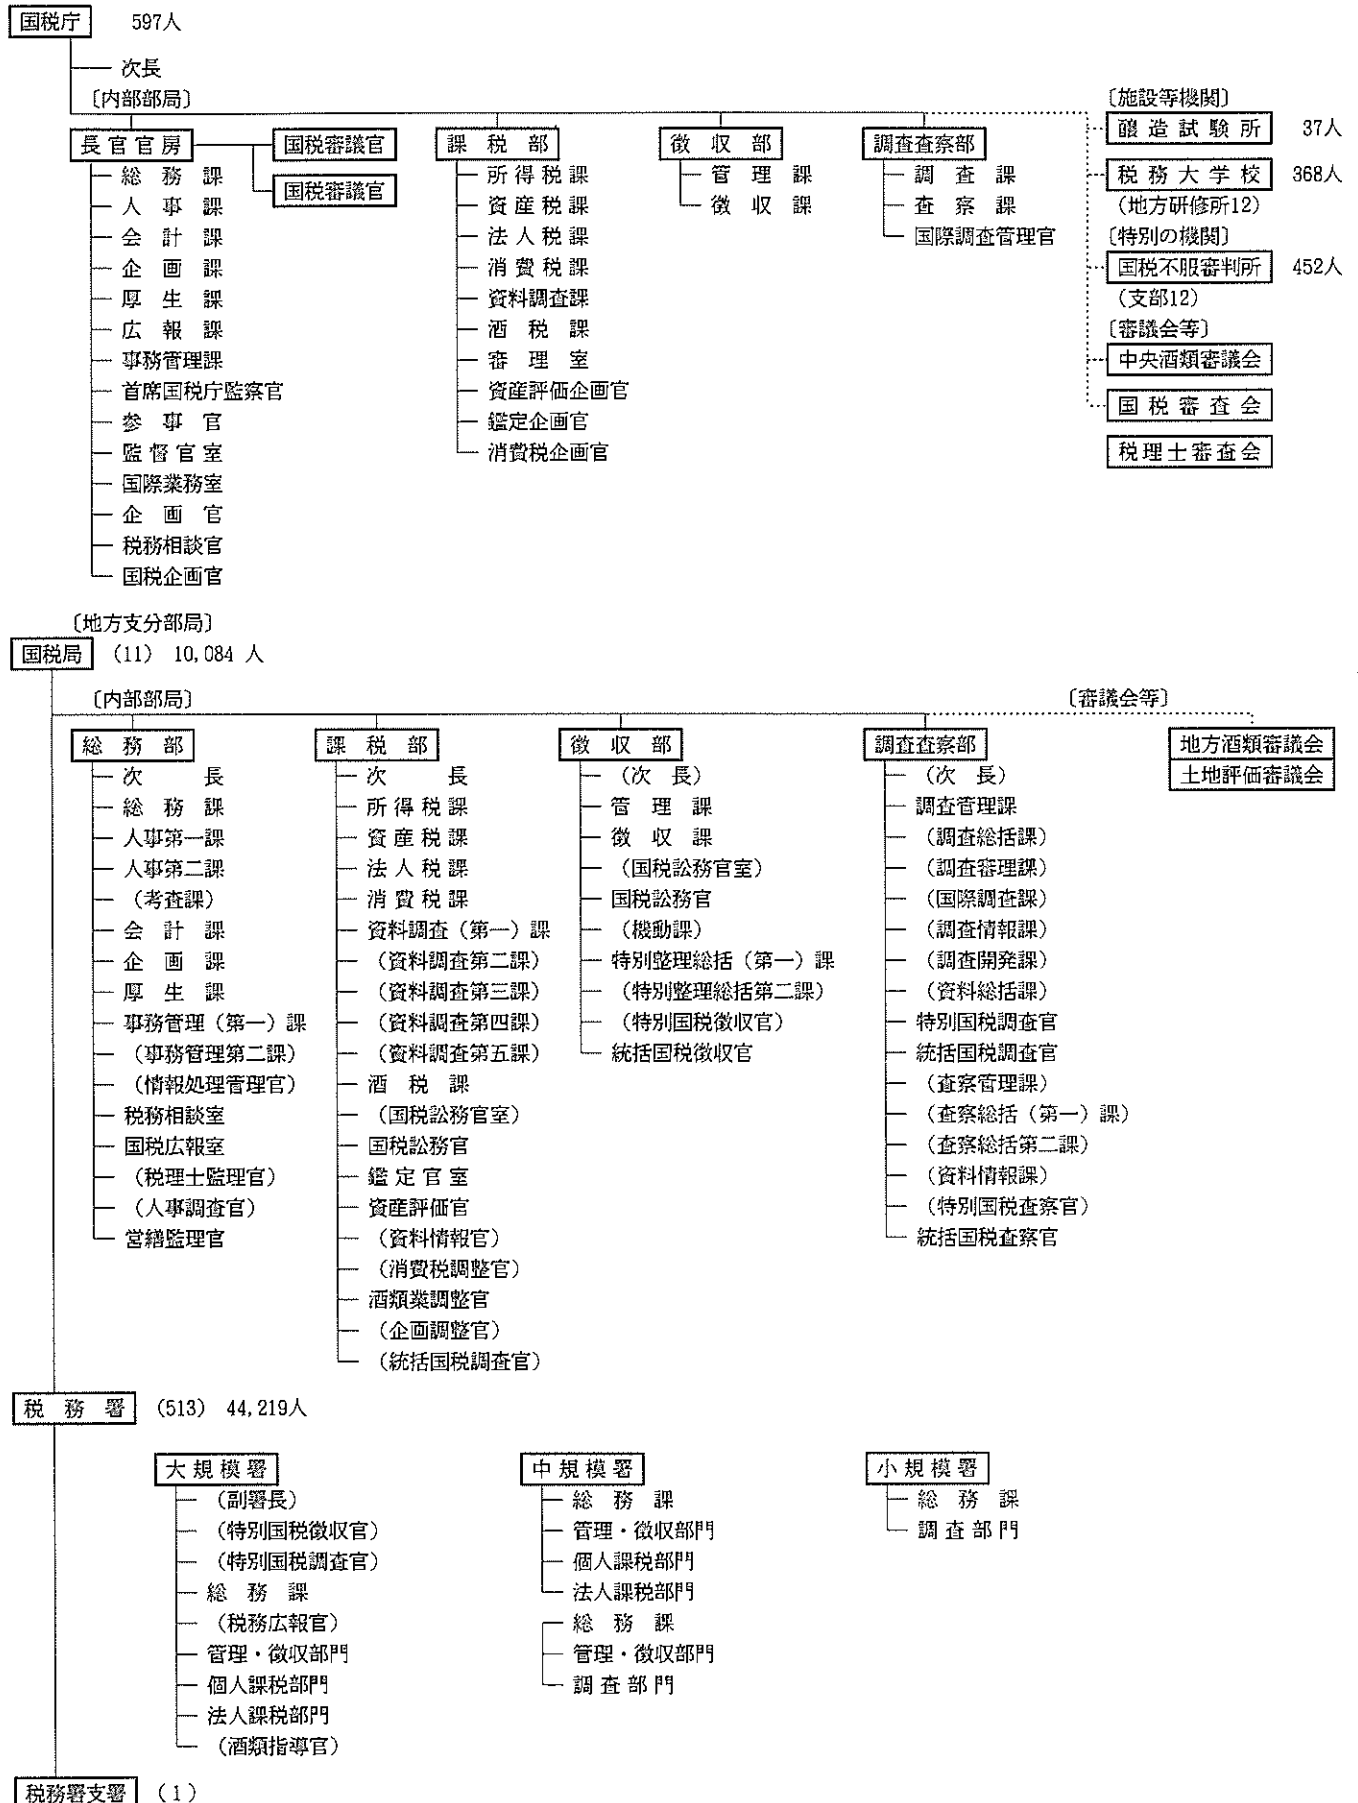 国税庁 597人
次長
〔内部部局〕
長官官房
国税審議官
国税審議官
総務課
人事課
会計課
企画課
厚生課
広報課
事務管理課
首席国税庁監察官
参事官
監督官室
国際業務室
企画官
税務相談官
国税企画官
課税部
所得税課
資産税課
法人税課
消費税課
資料調査課
酒税課
審理室
資産評価企画官
鑑定企画官
消費税企画官
徴収部
管理課
徴収課
調査査察部
調査課
査察課
国際調査管理官
〔施設等機関〕
醸造試験所 37人
税務大学校 368人
(地方研修所12)
〔特別の機関〕
国税不服審判所 452人
(支部12)
〔審議会等〕
中央酒類審議会
国税審査会
税理士審査会
〔地方支分部局〕
国税局 (11) 10,084 人
〔内部部局〕
総務部
次長
総務課
人事第一課
人事第二課
(考査課)
会計課
企画課
厚生課
事務管理(第一)課
(事務管理第二課)
(情報処理管理官)
税務相談室
国税広報室
(税理士監理官)
(人事調査官)
営繕監理官
課税部
次長
所得税課
資産税課
法人税課
消費税課
資料調査(第一)課
(資料調査第二課)
(資料調査第三課)
(資料調査第四課)
(資料調査第五課)
酒税課
(国税訟務官室)
国税訟務官
鑑定官室
資産評価官
(資料情報官)
(消費税調整官)
酒類業調整官
(企画調整官)
(統括国税調査官)
徴収部
(次長)
管理課
徴収課
(国税訟務官室)
国税訟務官
(機動課)
特別整理総括(第一)課
(特別整理総括第二課)
(特別国税徴収官)
統括国税徴収官
調査査察部
(次長)
調査管理課
(調査総括課)
(調査審理課)
(国際調査課)
(調査情報課)
(調査開発課)
(資料総括課)
特別国税調査官
統括国税調査官
(査察管理課)
(査察総括(第一)課)
(査察総括第二課)
(資料情報課)
(特別国税査察官)
統括国税査察官
〔審議会等〕
地方酒類審議会
土地評価審議会
税務署 (513) 44,219人
大規模署
(副署長)
(特別国税徴収官)
(特別国税調査官)
総務課
(税務広報官)
管理・徴収部門
個人課税部門
法人課税部門
(酒類指導官)
中規模署
総務課
管理・徴収部門
個人課税部門
法人課税部門
総務課
管理・徴収部門
調査部門
小規模署
総務課
調査部門
税務署支署 (1)